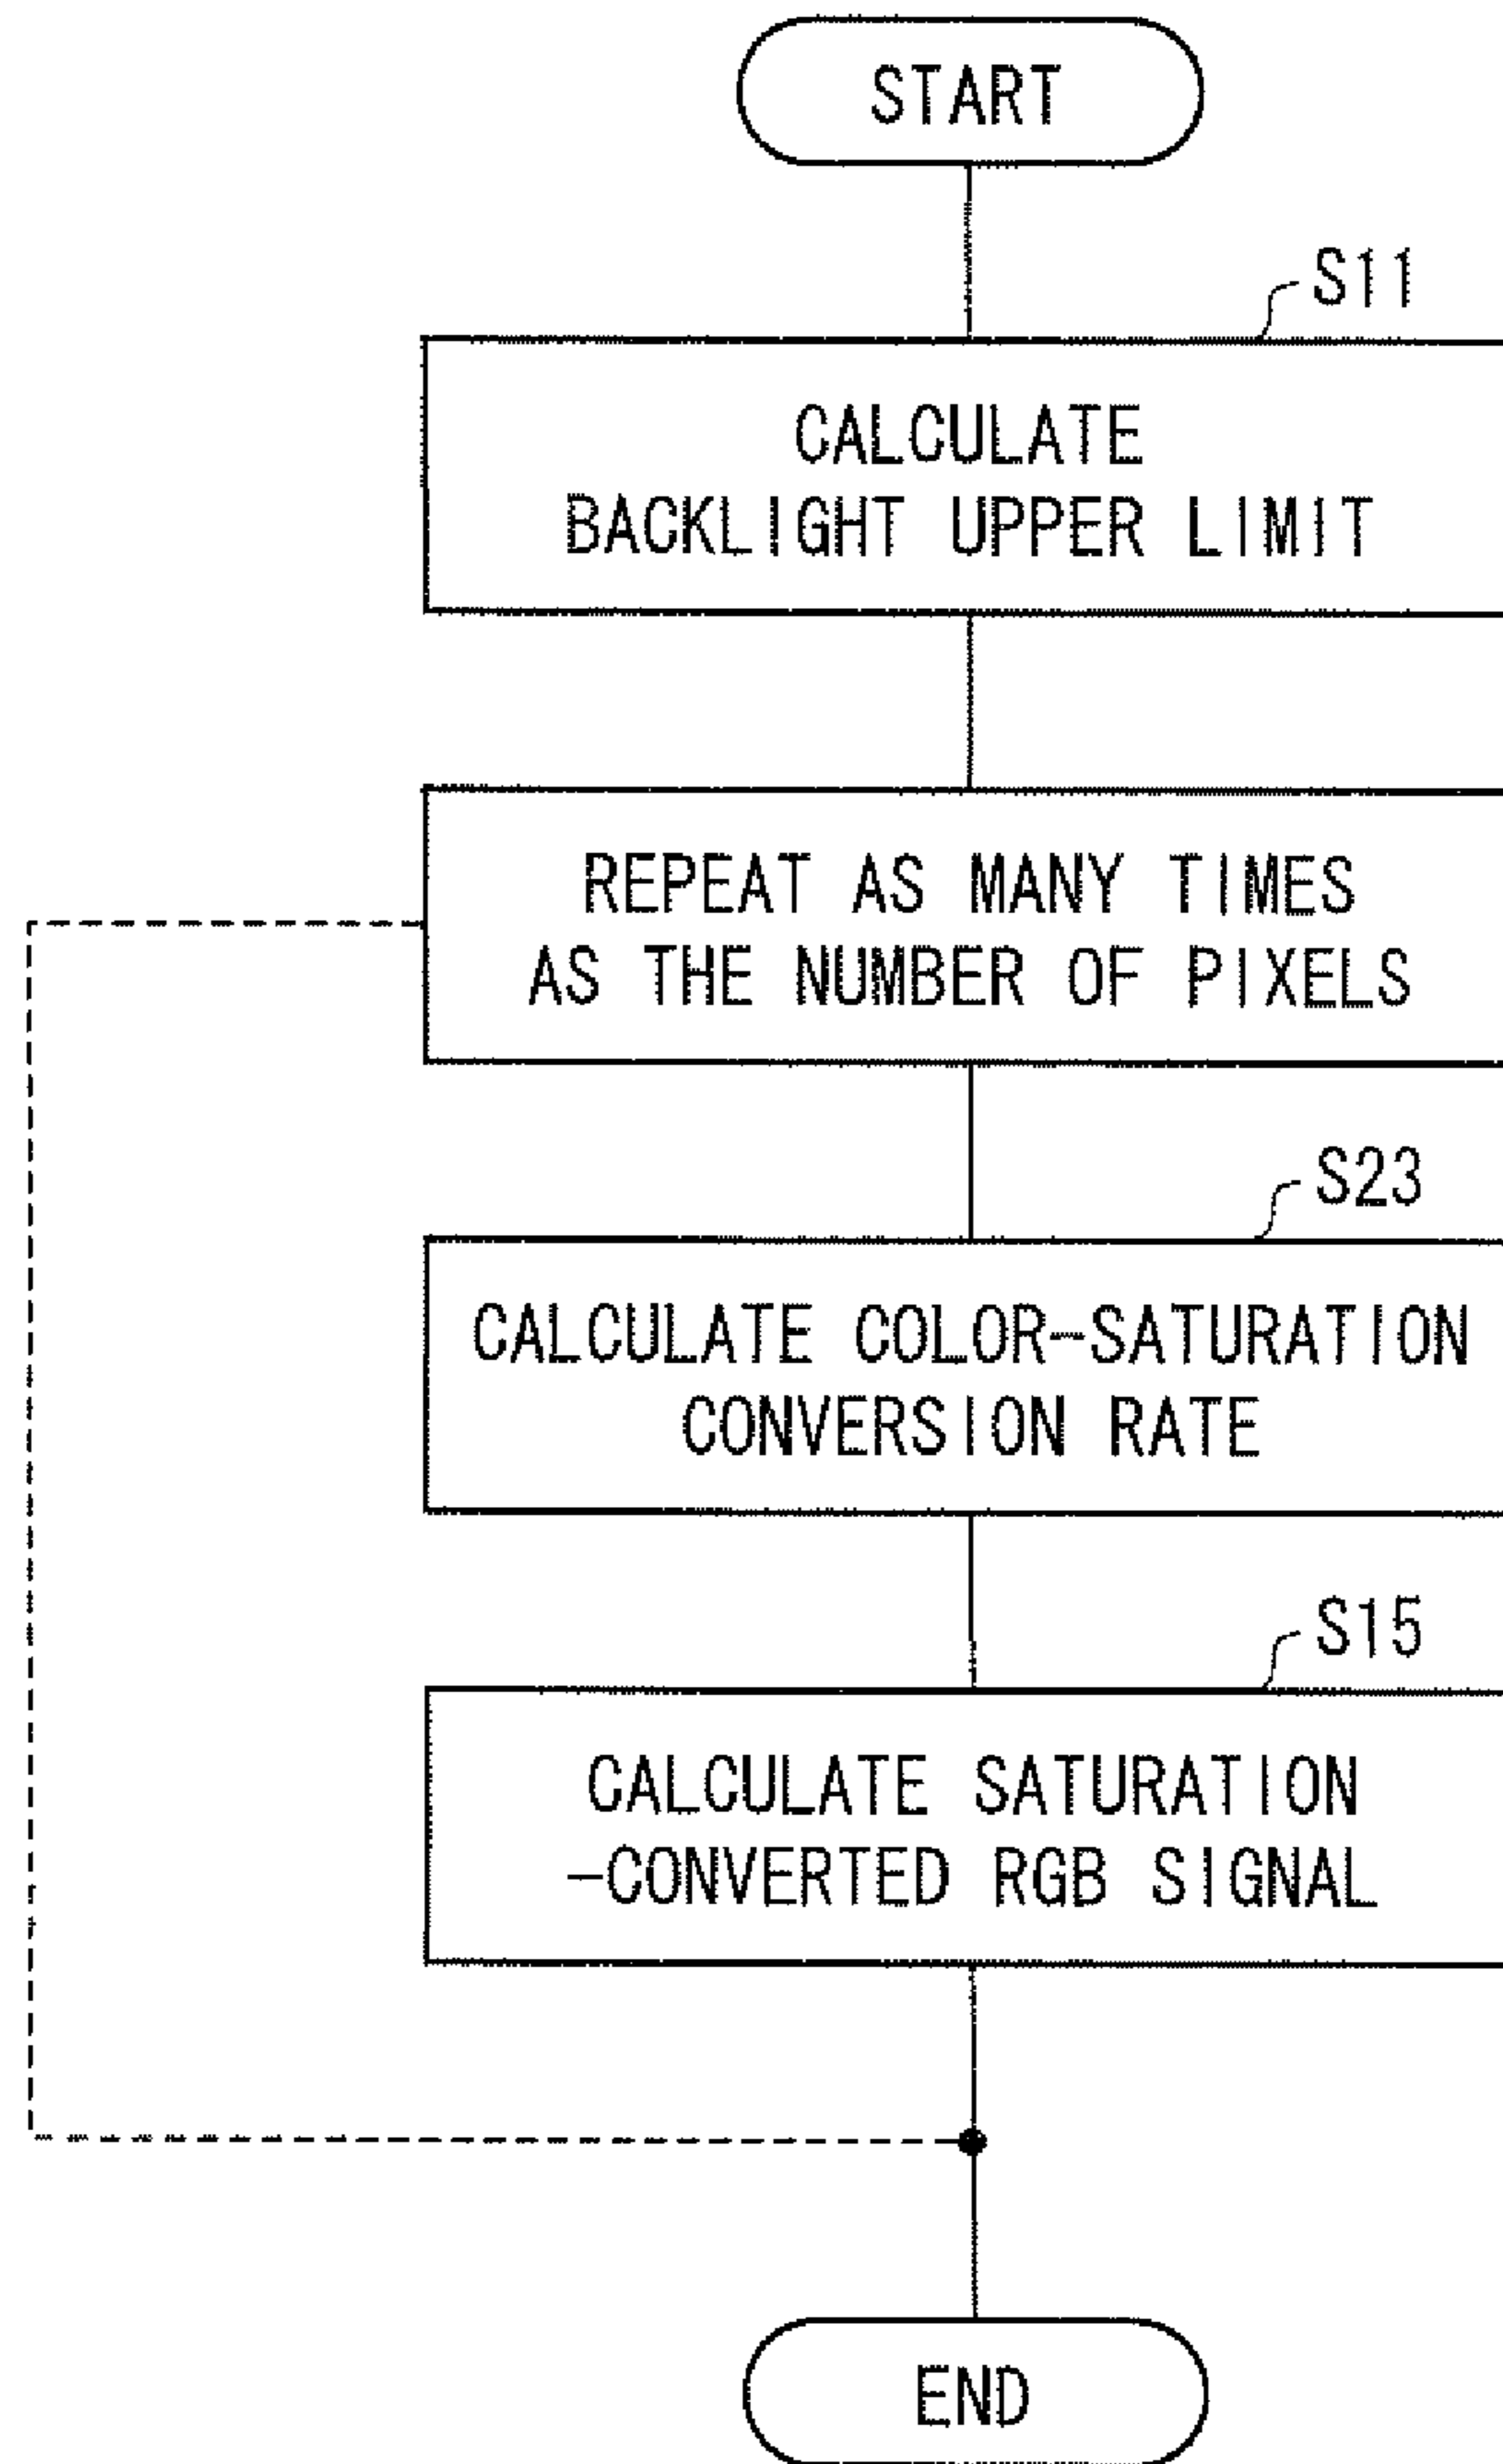 START
S11
CALCULATE
BACKLIGHT UPPER LIMIT
REPEAT AS MANY TIMES
AS THE NUMBER OF PIXELS
S23
CALCULATE COLOR-SATURATION
CONVERSION RATE
S15
CALCULATE SATURATION
-CONVERTED RGB SIGNAL
END